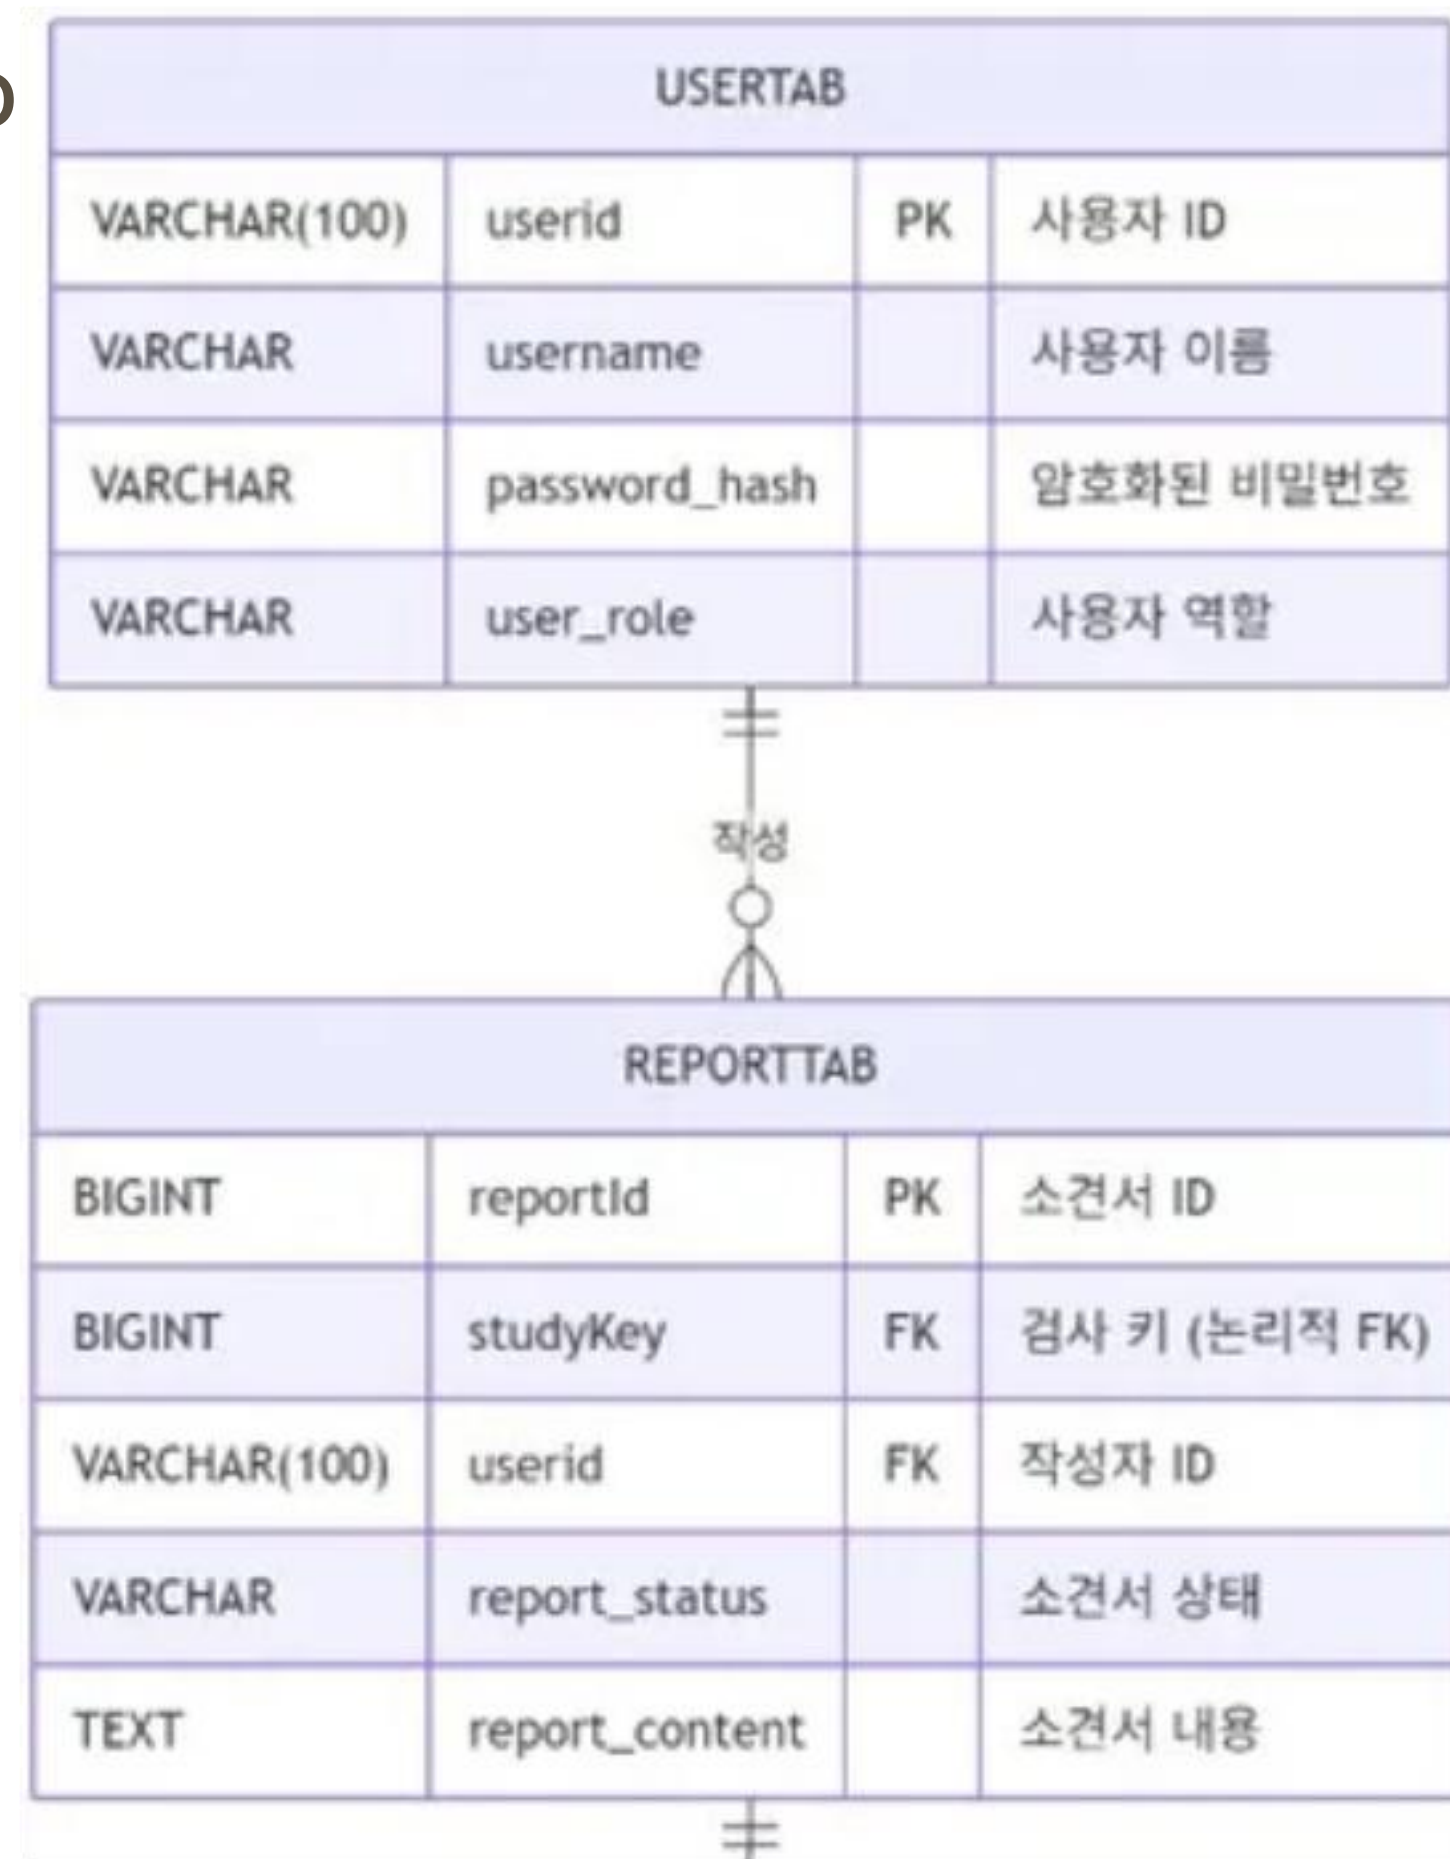 USERTAB
VARCHAR(100) userid PK 사용자 ID
VARCHAR username 사용자 이름
VARCHAR password_hash 암호화된 비밀번호
VARCHAR user_role 사용자 역할
작성
REPORTTAB
BIGINT reportId PK 소견서 ID
BIGINT studyKey FK 검사 키 (논리적 FK)
VARCHAR(100) userid FK 작성자 ID
VARCHAR report_status 소견서 상태
TEXT report_content 소견서 내용